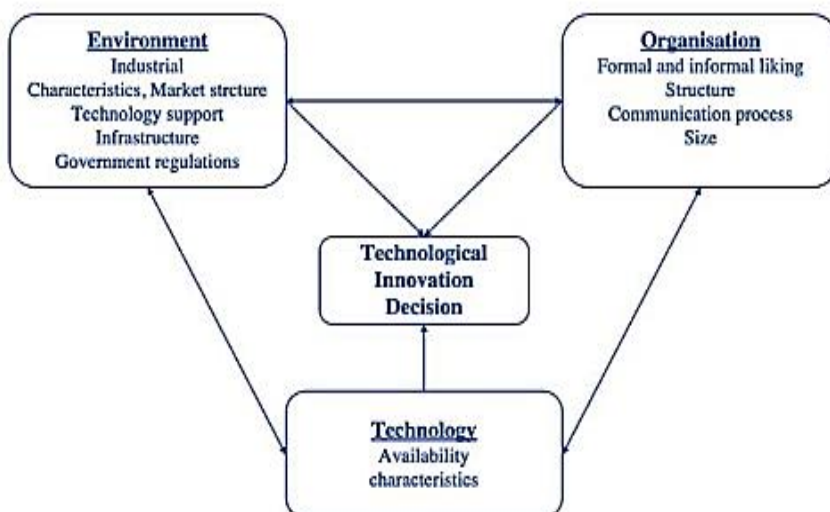 Environment
Industrial
Characteristics, Market strcture
Technology support
Infrastructure
Government regulations
Organisation
Formal and informal liking
Structure
Communication process
Size
Technological
Innovation
Decision
Technology
Availability
characteristics